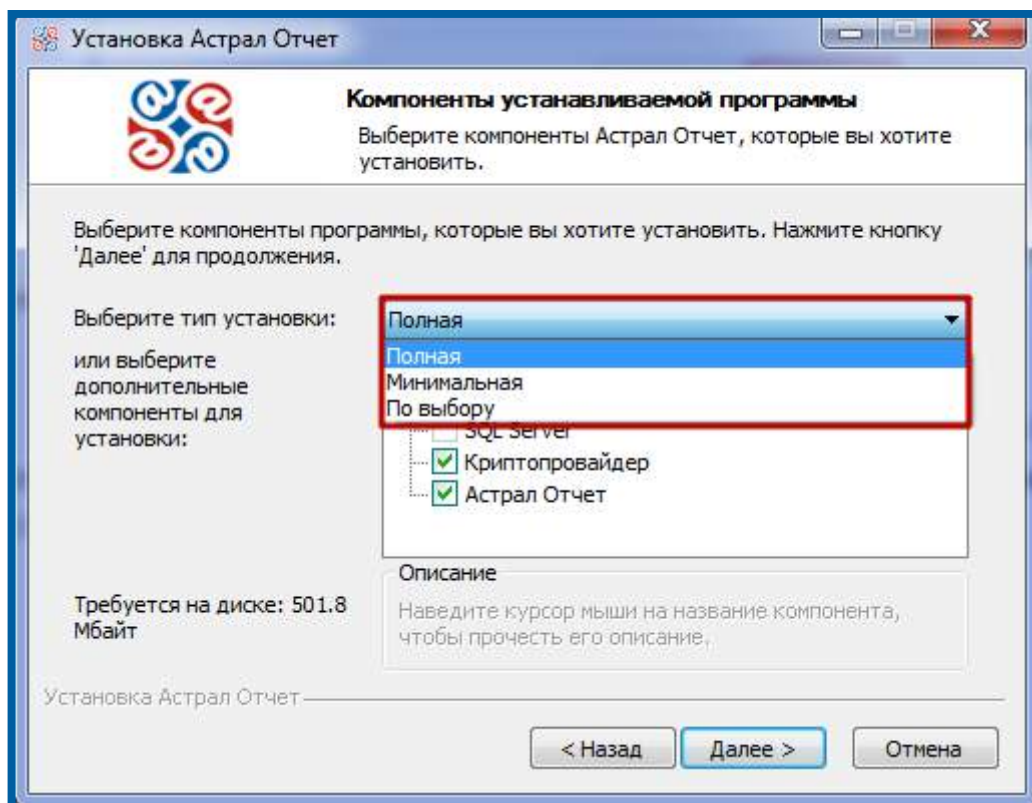 Установка Астрал Отчет
Компоненты устанавливаемой программы
Выберите компоненты Астрал Отчет, которые вы хотите
установить.
Выберите компоненты программы, которые вы хотите установить. Нажмите кнопку
'Далее' для продолжения.
Выберите тип установки:
Полная
Полная
Минимальная
По выбору
или выберите
дополнительные
компоненты для
установки:
SQL Server
Криптопровайдер
Астрал Отчет
Требуется на диске: 501.8
Мбайт
Описание
Наведите курсор мыши на название компонента,
чтобы прочесть его описание.
Установка Астрал Отчет
< Назад
Далее >
Отмена